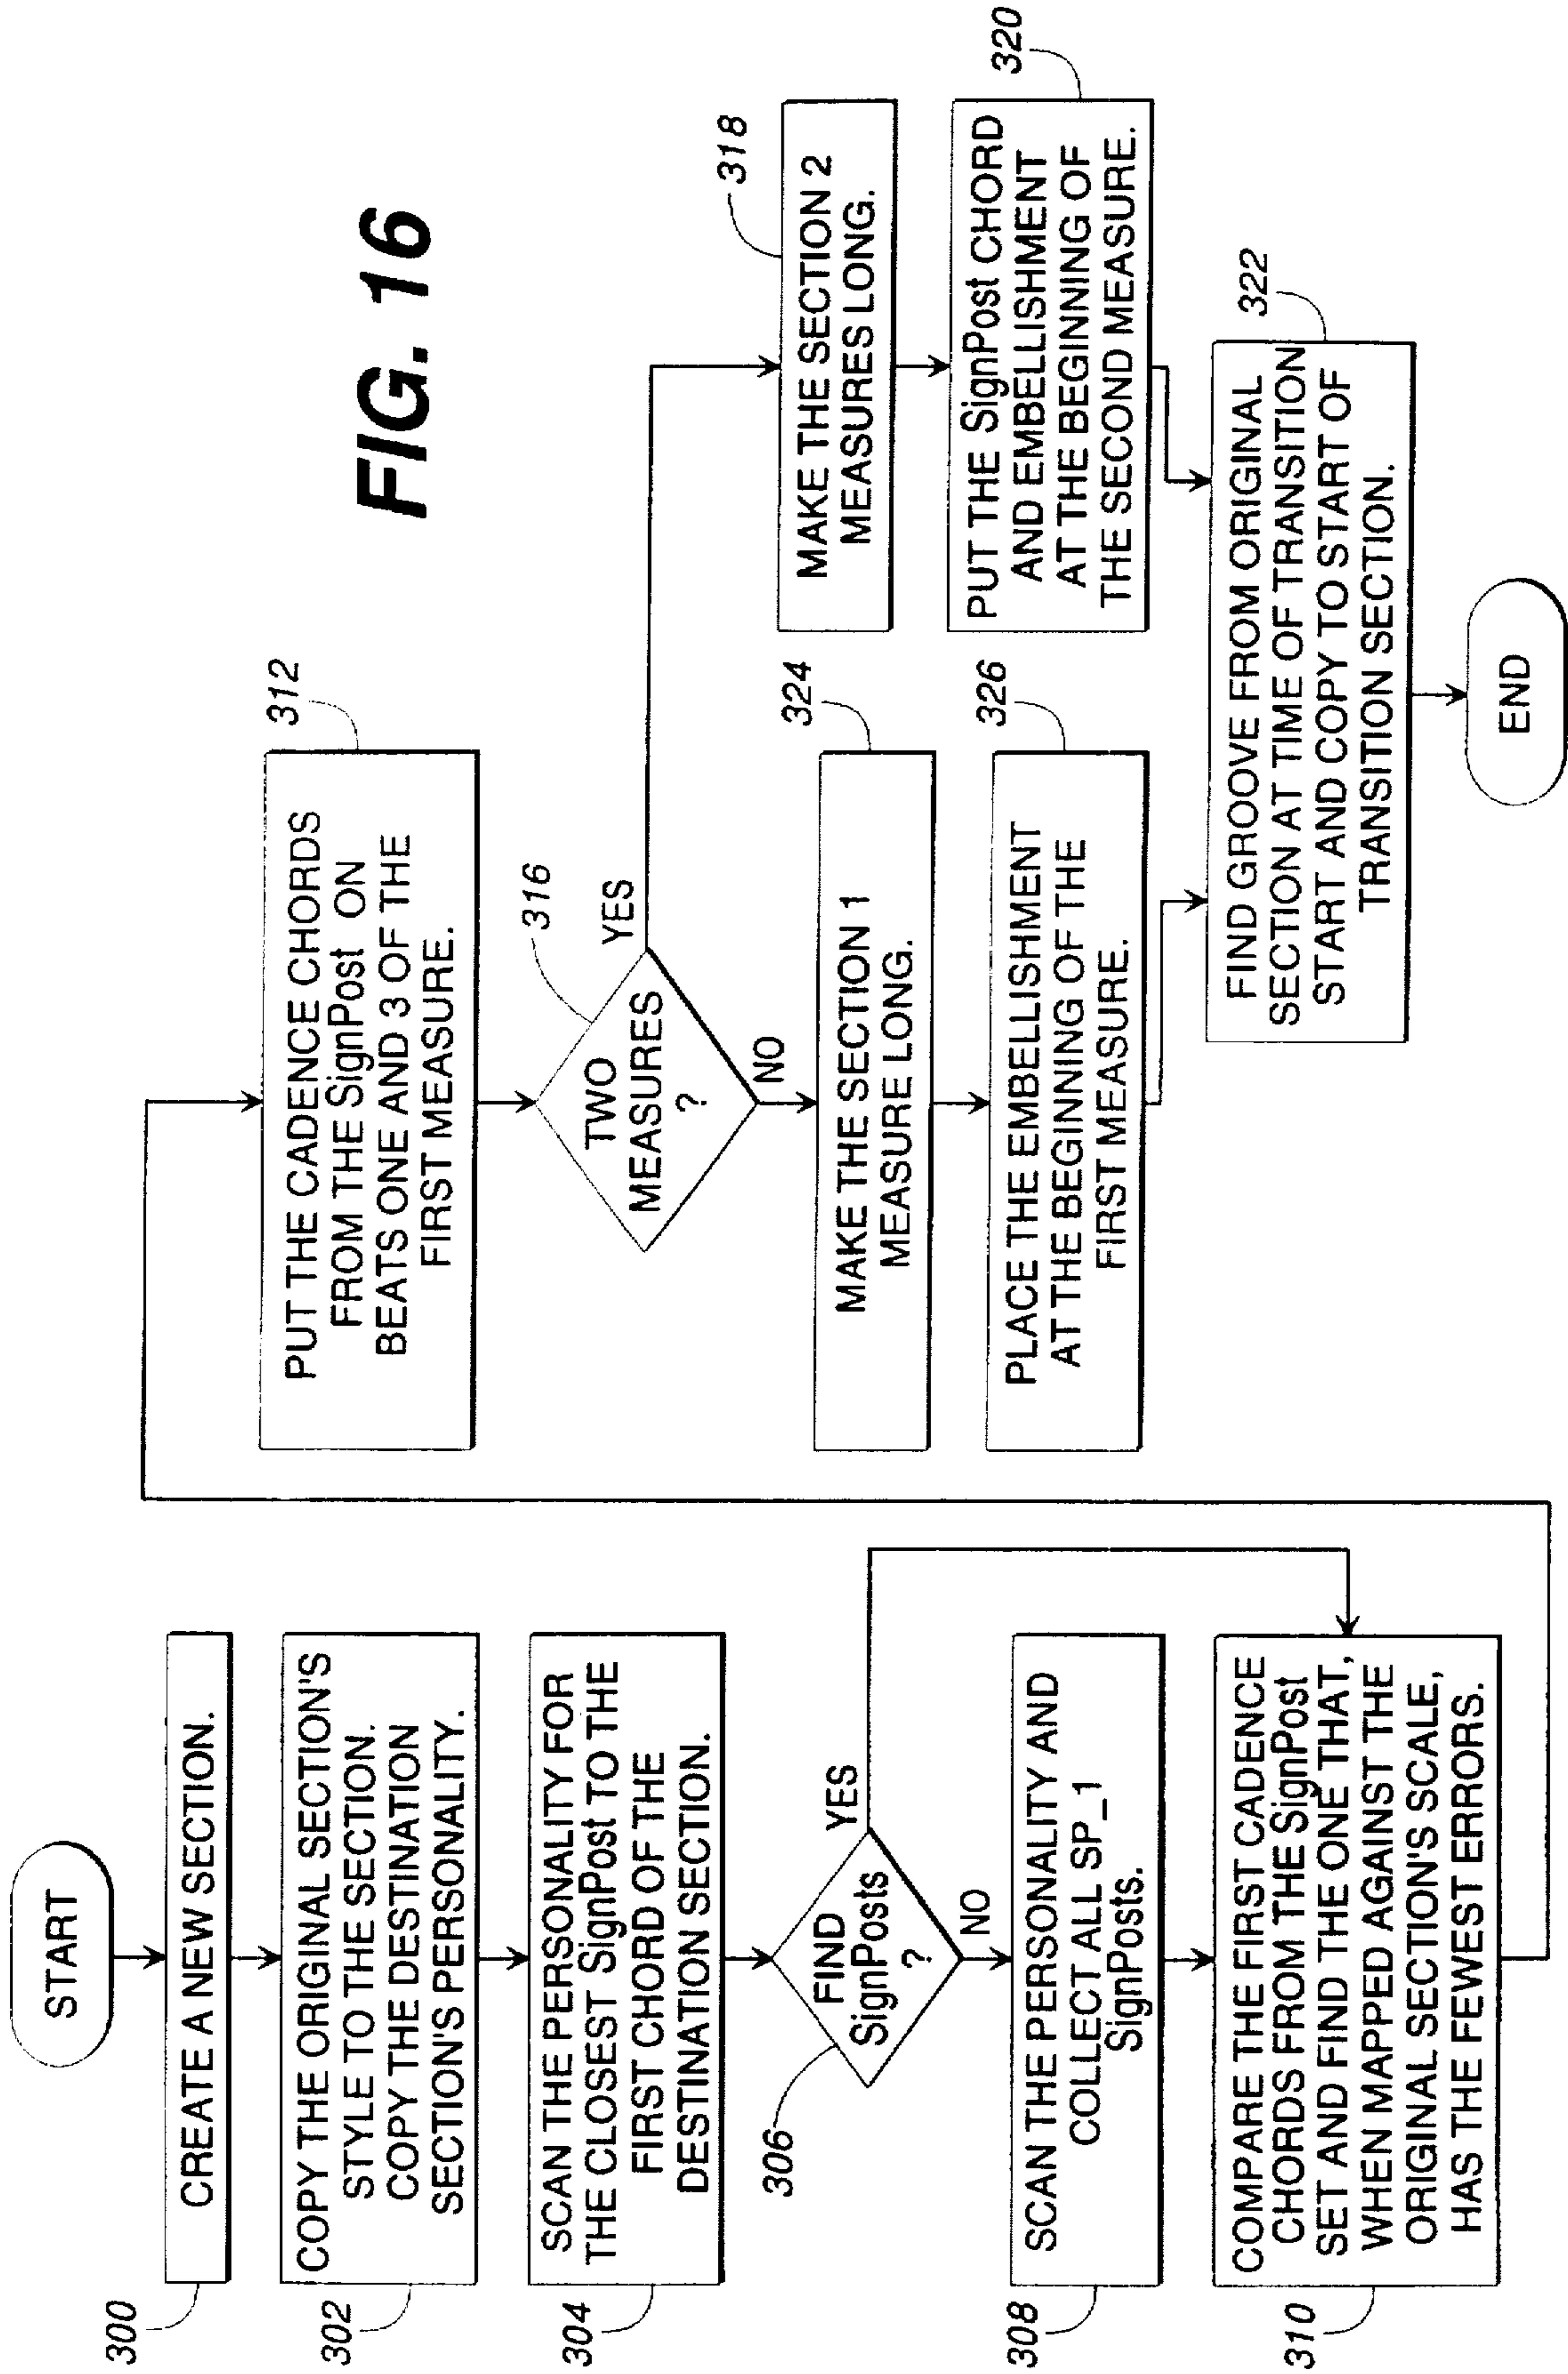 FIG. 16
START
300
CREATE A NEW SECTION.
302
COPY THE ORIGINAL SECTION'S
STYLE TO THE SECTION.
COPY THE DESTINATION
SECTION'S PERSONALITY.
304
SCAN THE PERSONALITY FOR
THE CLOSEST SignPost TO THE
FIRST CHORD OF THE
DESTINATION SECTION.
306
FIND
SignPosts
?
YES
NO
308
SCAN THE PERSONALITY AND
COLLECT ALL SP_1
SignPosts.
310
COMPARE THE FIRST CADENCE
CHORDS FROM THE SignPost
SET AND FIND THE ONE THAT,
WHEN MAPPED AGAINST THE
ORIGINAL SECTION'S SCALE,
HAS THE FEWEST ERRORS.
312
PUT THE CADENCE CHORDS
FROM THE SignPost ON
BEATS ONE AND 3 OF THE
FIRST MEASURE.
316
TWO
MEASURES
?
YES
NO
318
MAKE THE SECTION 2
MEASURES LONG.
320
PUT THE SignPost CHORD
AND EMBELLISHMENT
AT THE BEGINNING OF
THE SECOND MEASURE.
324
MAKE THE SECTION 1
MEASURE LONG.
326
PLACE THE EMBELLISHMENT
AT THE BEGINNING OF THE
FIRST MEASURE.
322
FIND GROOVE FROM ORIGINAL
SECTION AT TIME OF TRANSITION
START AND COPY TO START OF
TRANSITION SECTION.
END